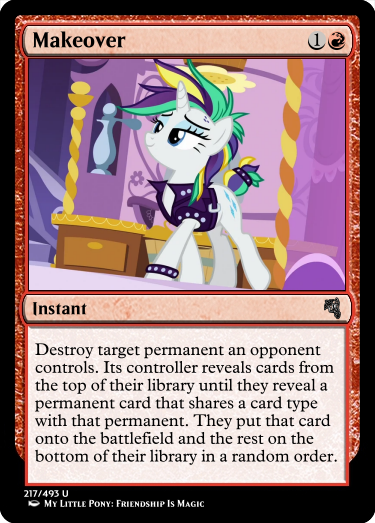 Makeover 1
Instant
Destroy target permanent an opponent
controls. Its controller reveals cards from
the top of their library until they reveal a
permanent card that shares a card type
with that permanent. They put that card
onto the battlefield and the rest on the
bottom of their library in a random order.
217/493 U
My Little Pony: Friendship Is Magic